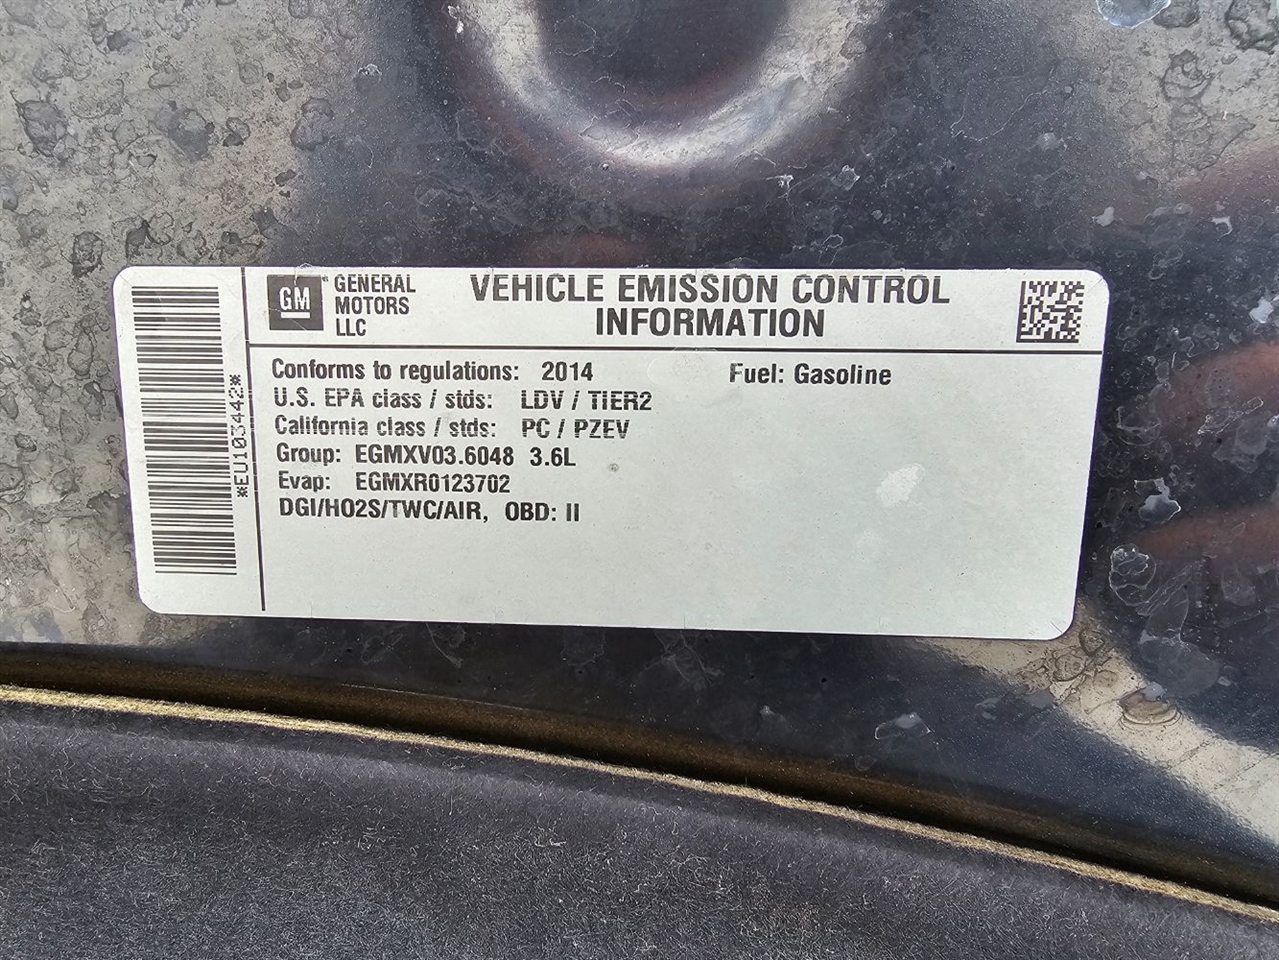 GM
GENERAL
MOTORS
LLC
VEHICLE EMISSION CONTROL
INFORMATION
Conforms to regulations: 2014 Fuel: Gasoline
U.S. EPA class / stds: LDV / TIER2
California class / stds: PC / PZEV
Group: EGMXV03.6048 3.6L
Evap: EGMXR0123702
DGI/HO2S/TWC/AIR, OBD: II
*EU103442*